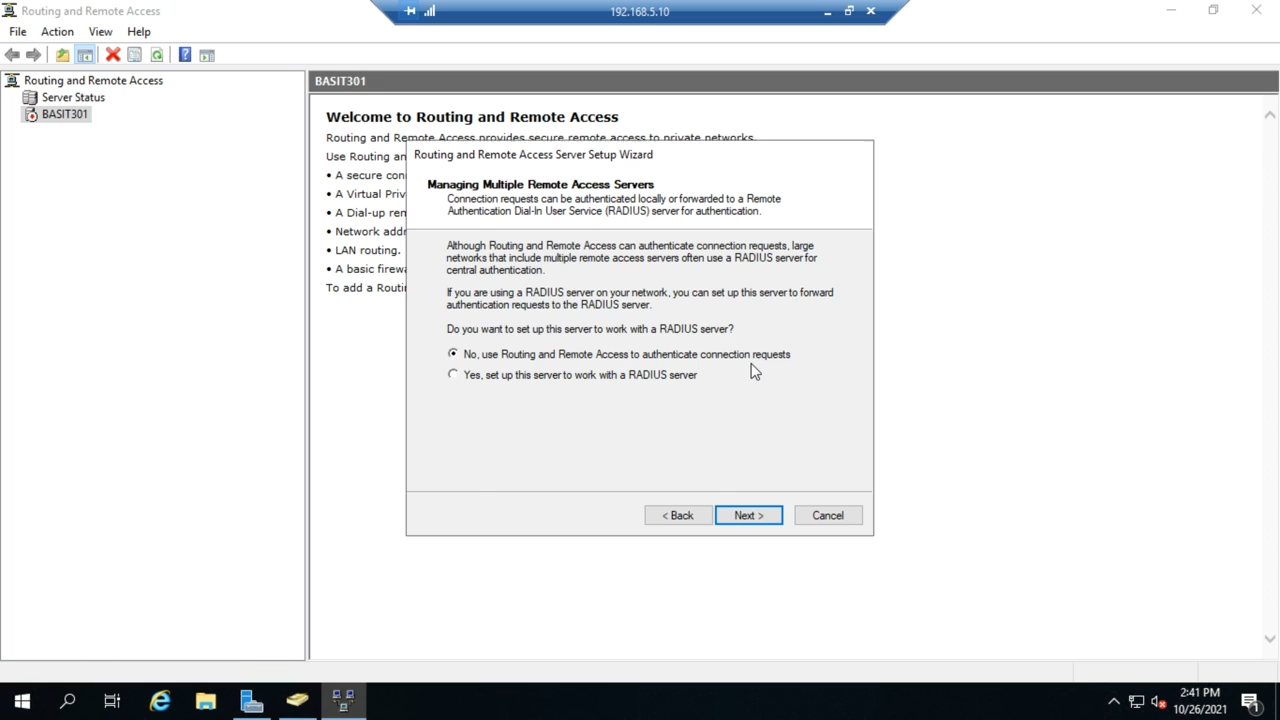 Routing and Remote Access
192.168.5.10
File Action View Help
Routing and Remote Access
Server Status
BASIT301
BASIT301
Welcome to Routing and Remote Access
Routing and Remote Access provides secure remote access to private networks.
Use Routing an
• A secure con
• A Virtual Priv
• A Dial-up ren
• Network addr
• LAN routing.
• A basic firewa
To add a Routin
Routing and Remote Access Server Setup Wizard
Managing Multiple Remote Access Servers
Connection requests can be authenticated locally or forwarded to a Remote
Authentication Dial-In User Service (RADIUS) server for authentication.
Although Routing and Remote Access can authenticate connection requests, large
networks that include multiple remote access servers often use a RADIUS server for
central authentication.
If you are using a RADIUS server on your network, you can set up this server to forward
authentication requests to the RADIUS server.
Do you want to set up this server to work with a RADIUS server?
No, use Routing and Remote Access to authenticate connection requests
Yes, set up this server to work with a RADIUS server
< Back Next > Cancel
2:41 PM
10/26/2021
1